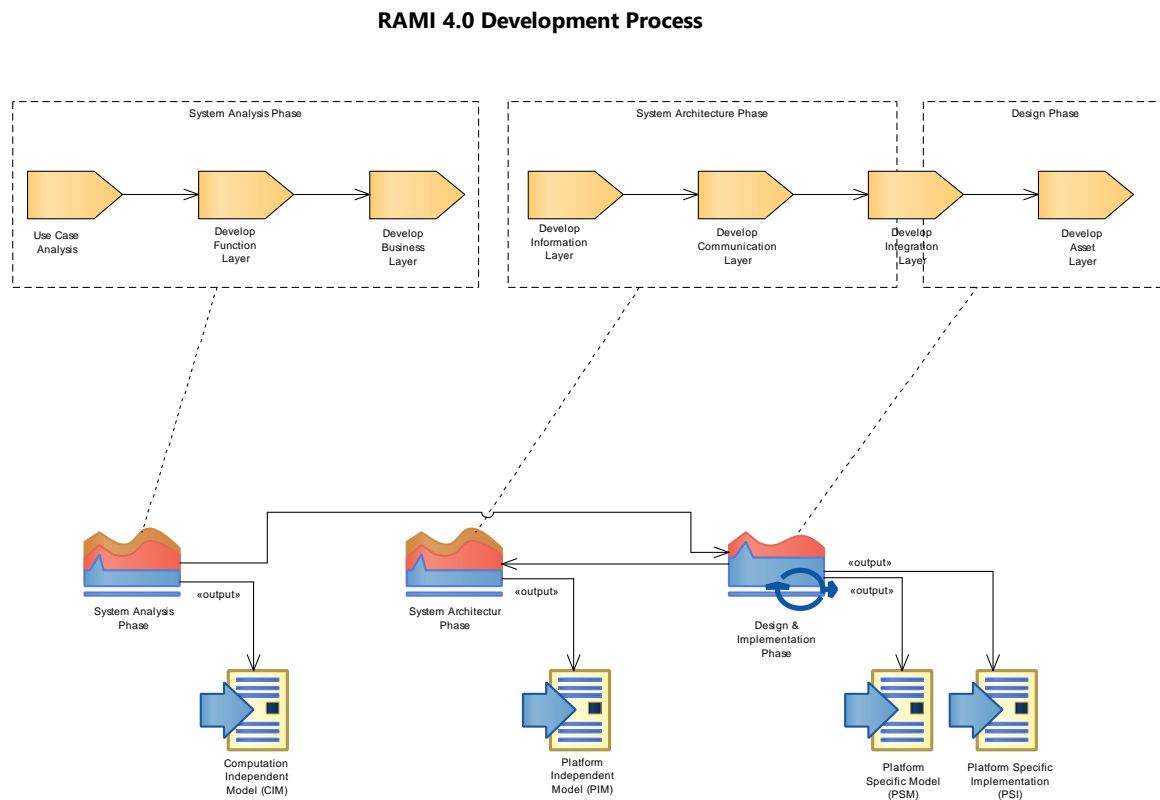 RAMI 4.0 Development Process
System Analysis Phase
System Architecture Phase
Design Phase
Use Case
Analysis
Develop
Function
Layer
Develop
Business
Layer
Develop
Information
Layer
Develop
Communication
Layer
Develop
Integration
Layer
Develop
Asset
Layer
«output»
«output»
«output»
«output»
System Analysis
Phase
System Architectur
Phase
Design &
Implementation
Phase
Computation
Independent
Model (CIM)
Platform
Independent
Model (PIM)
Platform
Specific Model
(PSM)
Platform Specific
Implementation
(PSI)